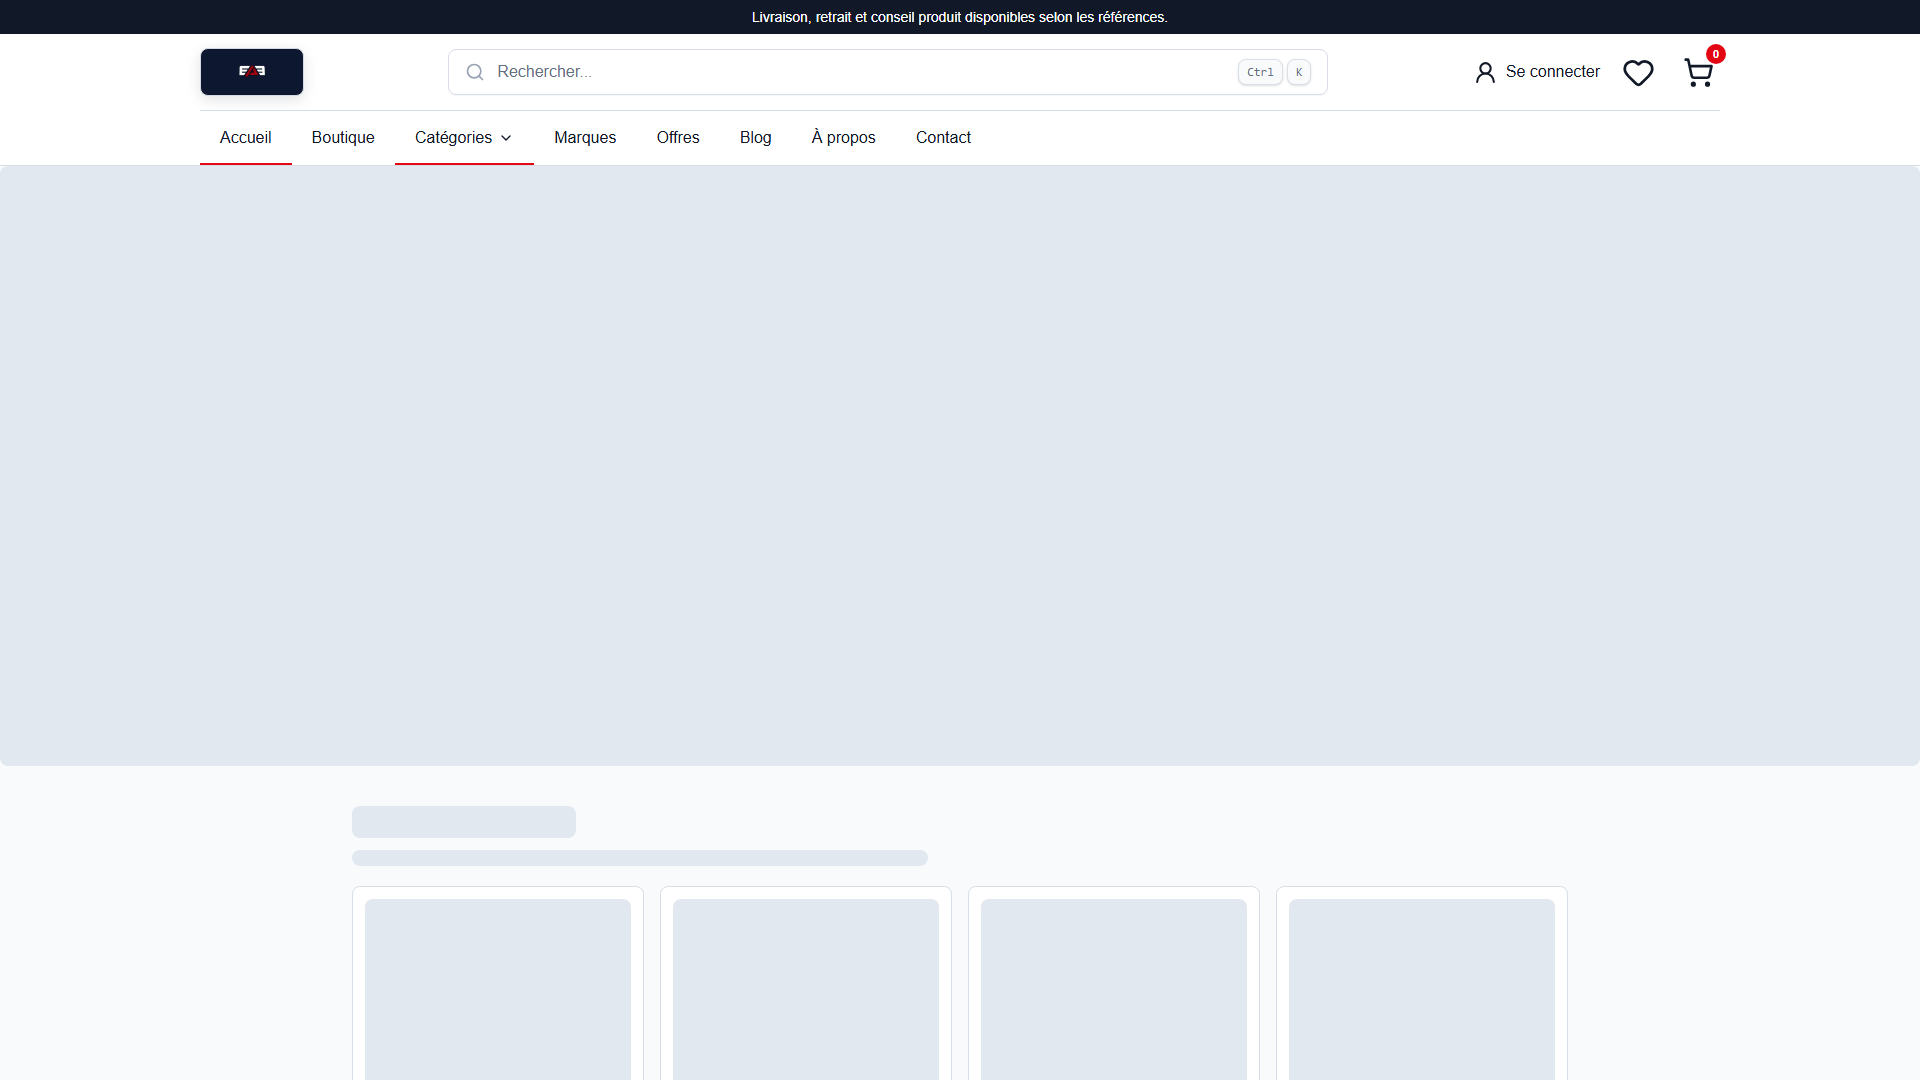 Livraison, retrait et conseil produit disponibles selon les références.
Rechercher...
Ctrl K
Se connecter
0
Accueil
Boutique
Catégories
Marques
Offres
Blog
À propos
Contact